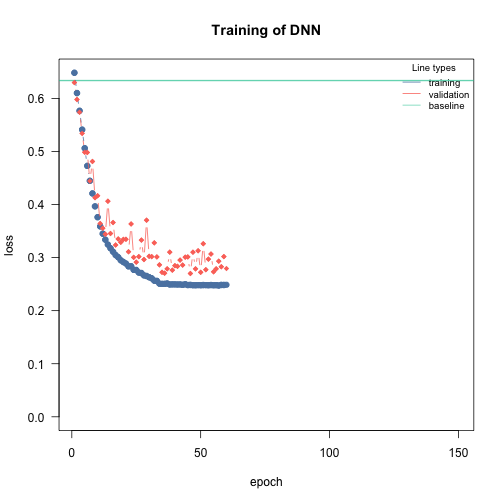 Training of DNN
Line types
training
validation
baseline
loss
0.6
0.5
0.4
0.3
0.2
0.1
0.0
0
50
100
150
epoch